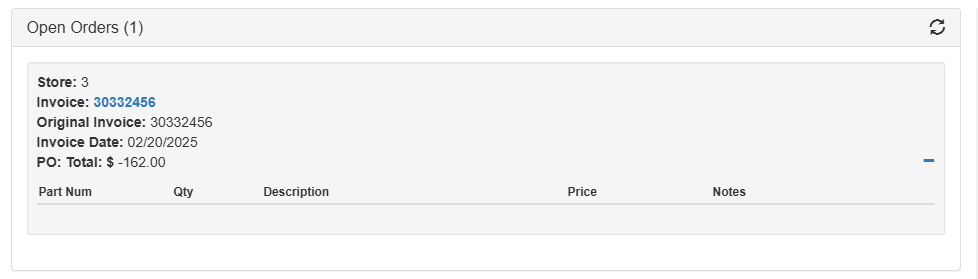 Open Orders (1)
Store: 3
Invoice: 30332456
Original Invoice: 30332456
Invoice Date: 02/20/2025
PO: Total: $ -162.00
Part Num Qty Description Price Notes